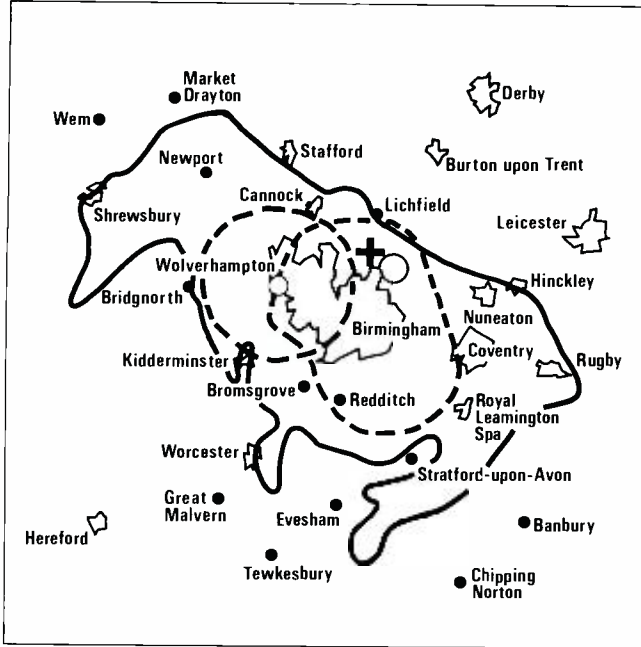 Market
Drayton
Derby
Wem
Newport
Stafford
Burton upon Trent
Cannock
Lichfield
Shrewsbury
Leicester
Wolverhampton
Hinckley
Bridgnorth
Nuneaton
Birmingham
Kidderminster
Coventry
Rugby
Bromsgrove
Redditch
Royal
Leamington
Spa
Worcester
Stratford-upon-Avon
Great
Malvern
Evesham
Hereford
Banbury
Tewkesbury
Chipping
Norton